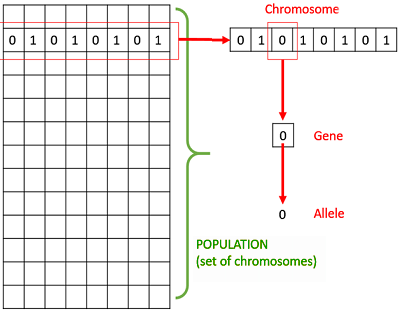 Chromosome
0 1 0 1 0 1 0 1
0 1 0 1 0 1 0 1
0
Gene
0
Allele
POPULATION
(set of chromosomes)